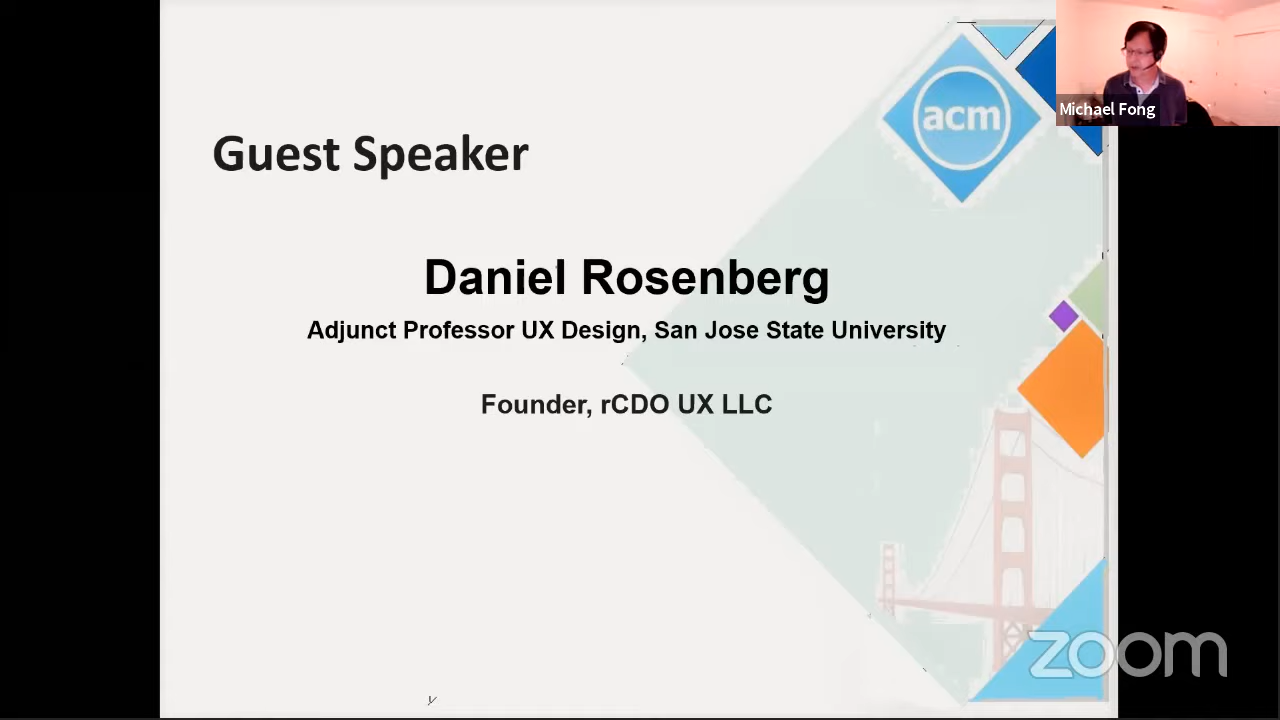 acm
Michael Fong
Guest Speaker
Daniel Rosenberg
Adjunct Professor UX Design, San Jose State University
Founder, rCDO UX LLC
zoom